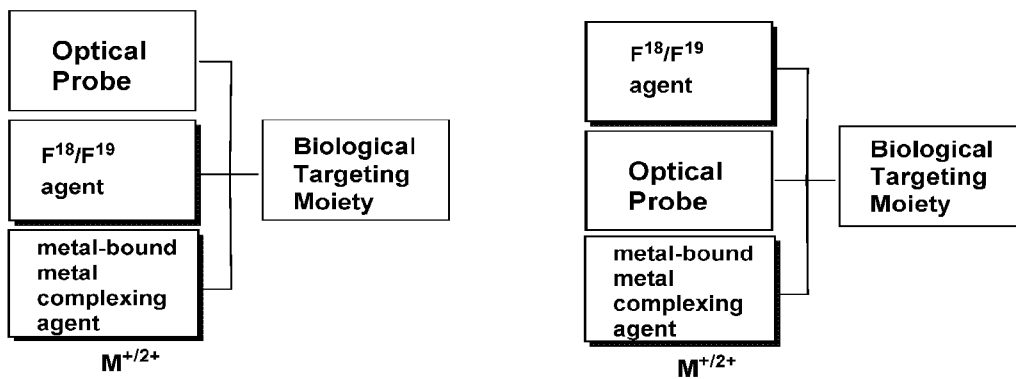 Optical
Probe
F¹⁸/F¹⁹
agent
metal-bound
metal
complexing
agent
M⁺/²⁺
Biological
Targeting
Moiety
F¹⁸/F¹⁹
agent
Optical
Probe
metal-bound
metal
complexing
agent
M⁺/²⁺
Biological
Targeting
Moiety